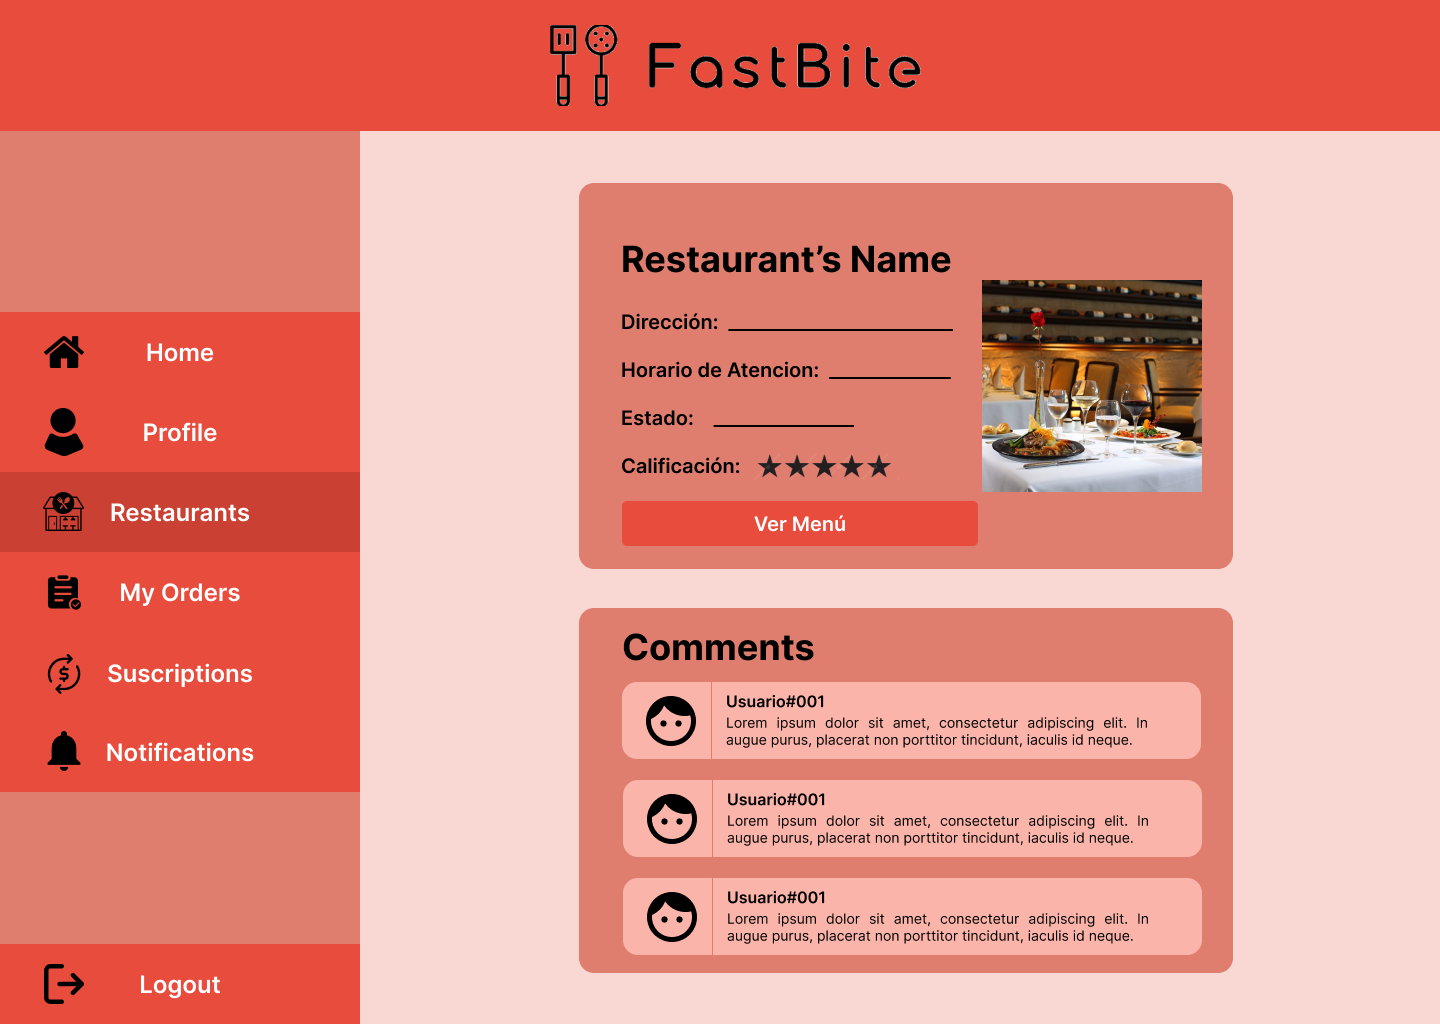 FastBite
Home
Profile
Restaurants
My Orders
Suscriptions
Notifications
Logout
Restaurant’s Name
Dirección:
Horario de Atencion:
Estado:
Calificación:
Ver Menú
Comments
Usuario#001
Lorem ipsum dolor sit amet, consectetur adipiscing elit. In
augue purus, placerat non porttitor tincidunt, iaculis id neque.
Usuario#001
Lorem ipsum dolor sit amet, consectetur adipiscing elit. In
augue purus, placerat non porttitor tincidunt, iaculis id neque.
Usuario#001
Lorem ipsum dolor sit amet, consectetur adipiscing elit. In
augue purus, placerat non porttitor tincidunt, iaculis id neque.